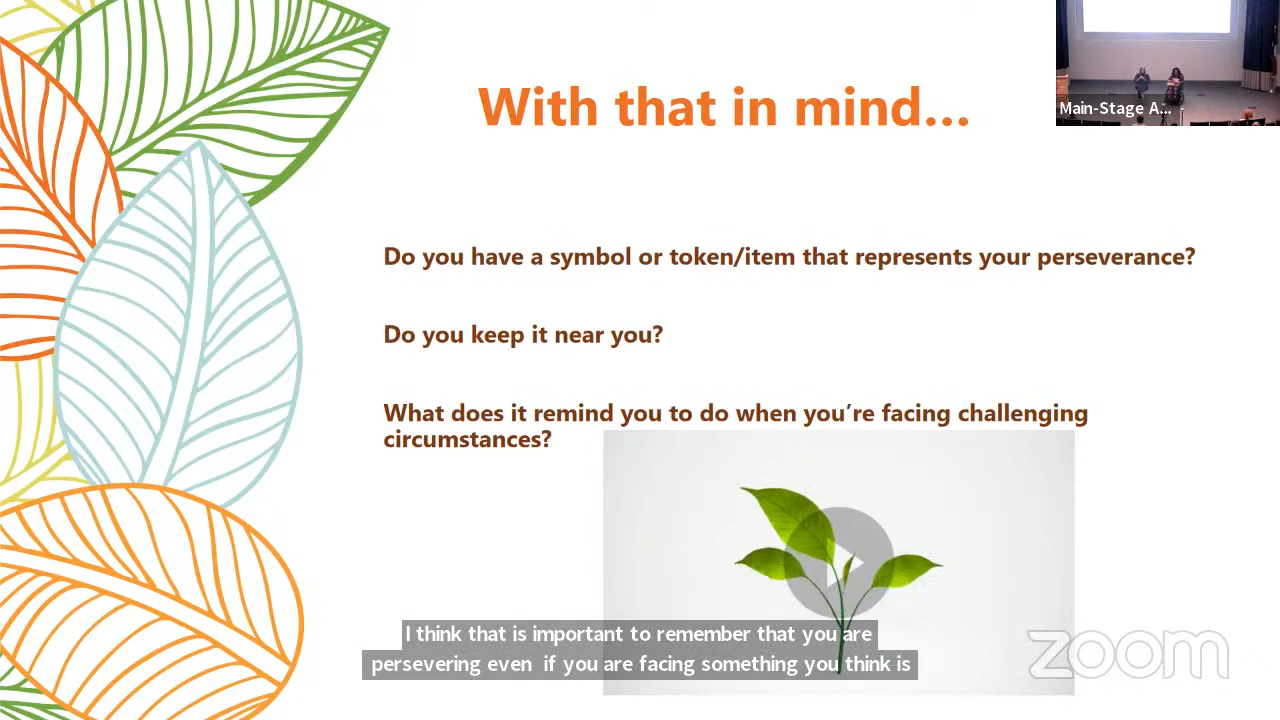 With that in mind...
Main-Stage A...
Do you have a symbol or token/item that represents your perseverance?
Do you keep it near you?
What does it remind you to do when you’re facing challenging
circumstances?
I think that is important to remember that you are
persevering even if you are facing something you think is
zoom